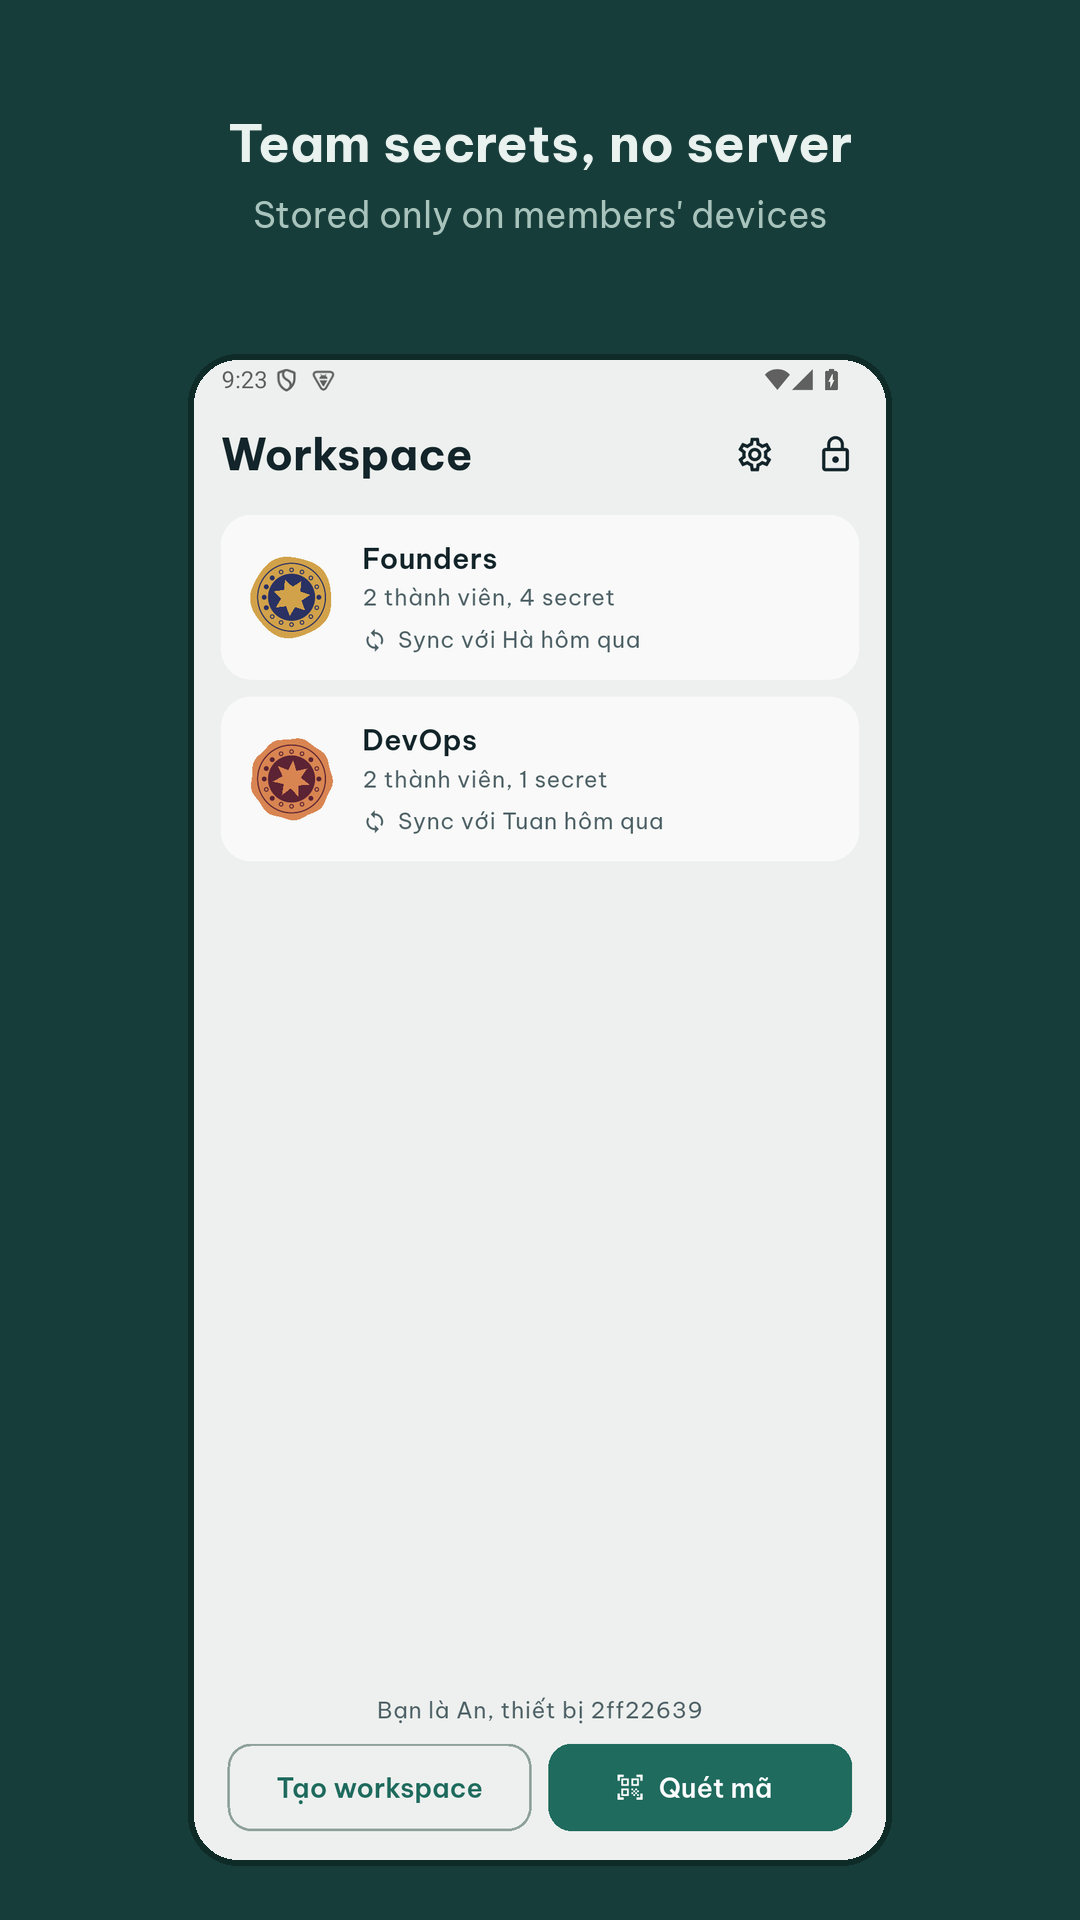 Team secrets, no server
Stored only on members' devices
9:23
Workspace
Founders
2 thành viên, 4 secret
Sync với Hà hôm qua
DevOps
2 thành viên, 1 secret
Sync với Tuan hôm qua
Bạn là An, thiết bị 2ff22639
Tạo workspace
Quét mã